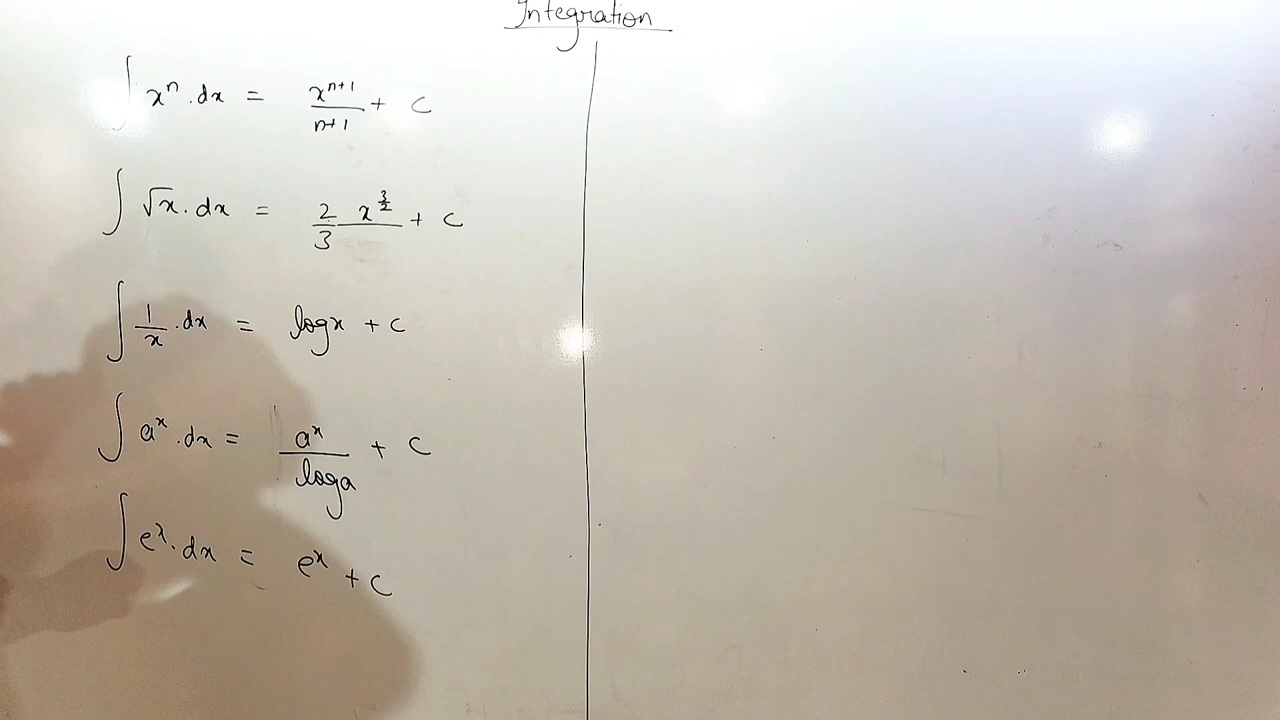 Integration
∫ xⁿ . dx = xⁿ⁺¹/n+1 + c
∫ √x . dx = 2/3 x^(3/2) + c
∫ 1/x . dx = log x + c
∫ aˣ . dx = aˣ/log a + c
∫ eˣ . dx = eˣ + c